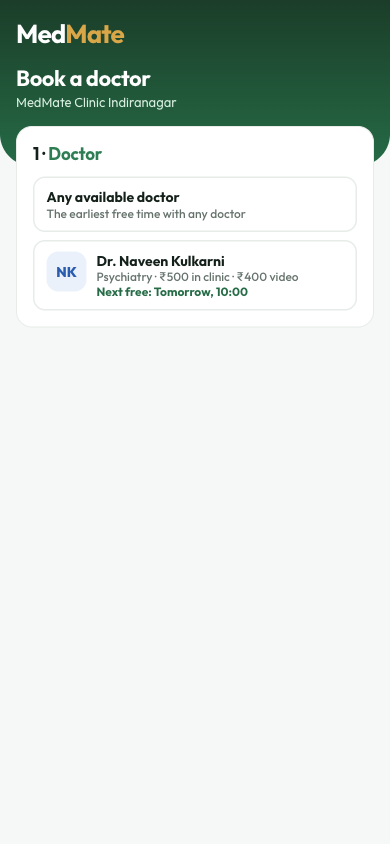 MedMate
Book a doctor
MedMate Clinic Indiranagar
1 · Doctor
Any available doctor
The earliest free time with any doctor
NK
Dr. Naveen Kulkarni
Psychiatry · ₹500 in clinic · ₹400 video
Next free: Tomorrow, 10:00